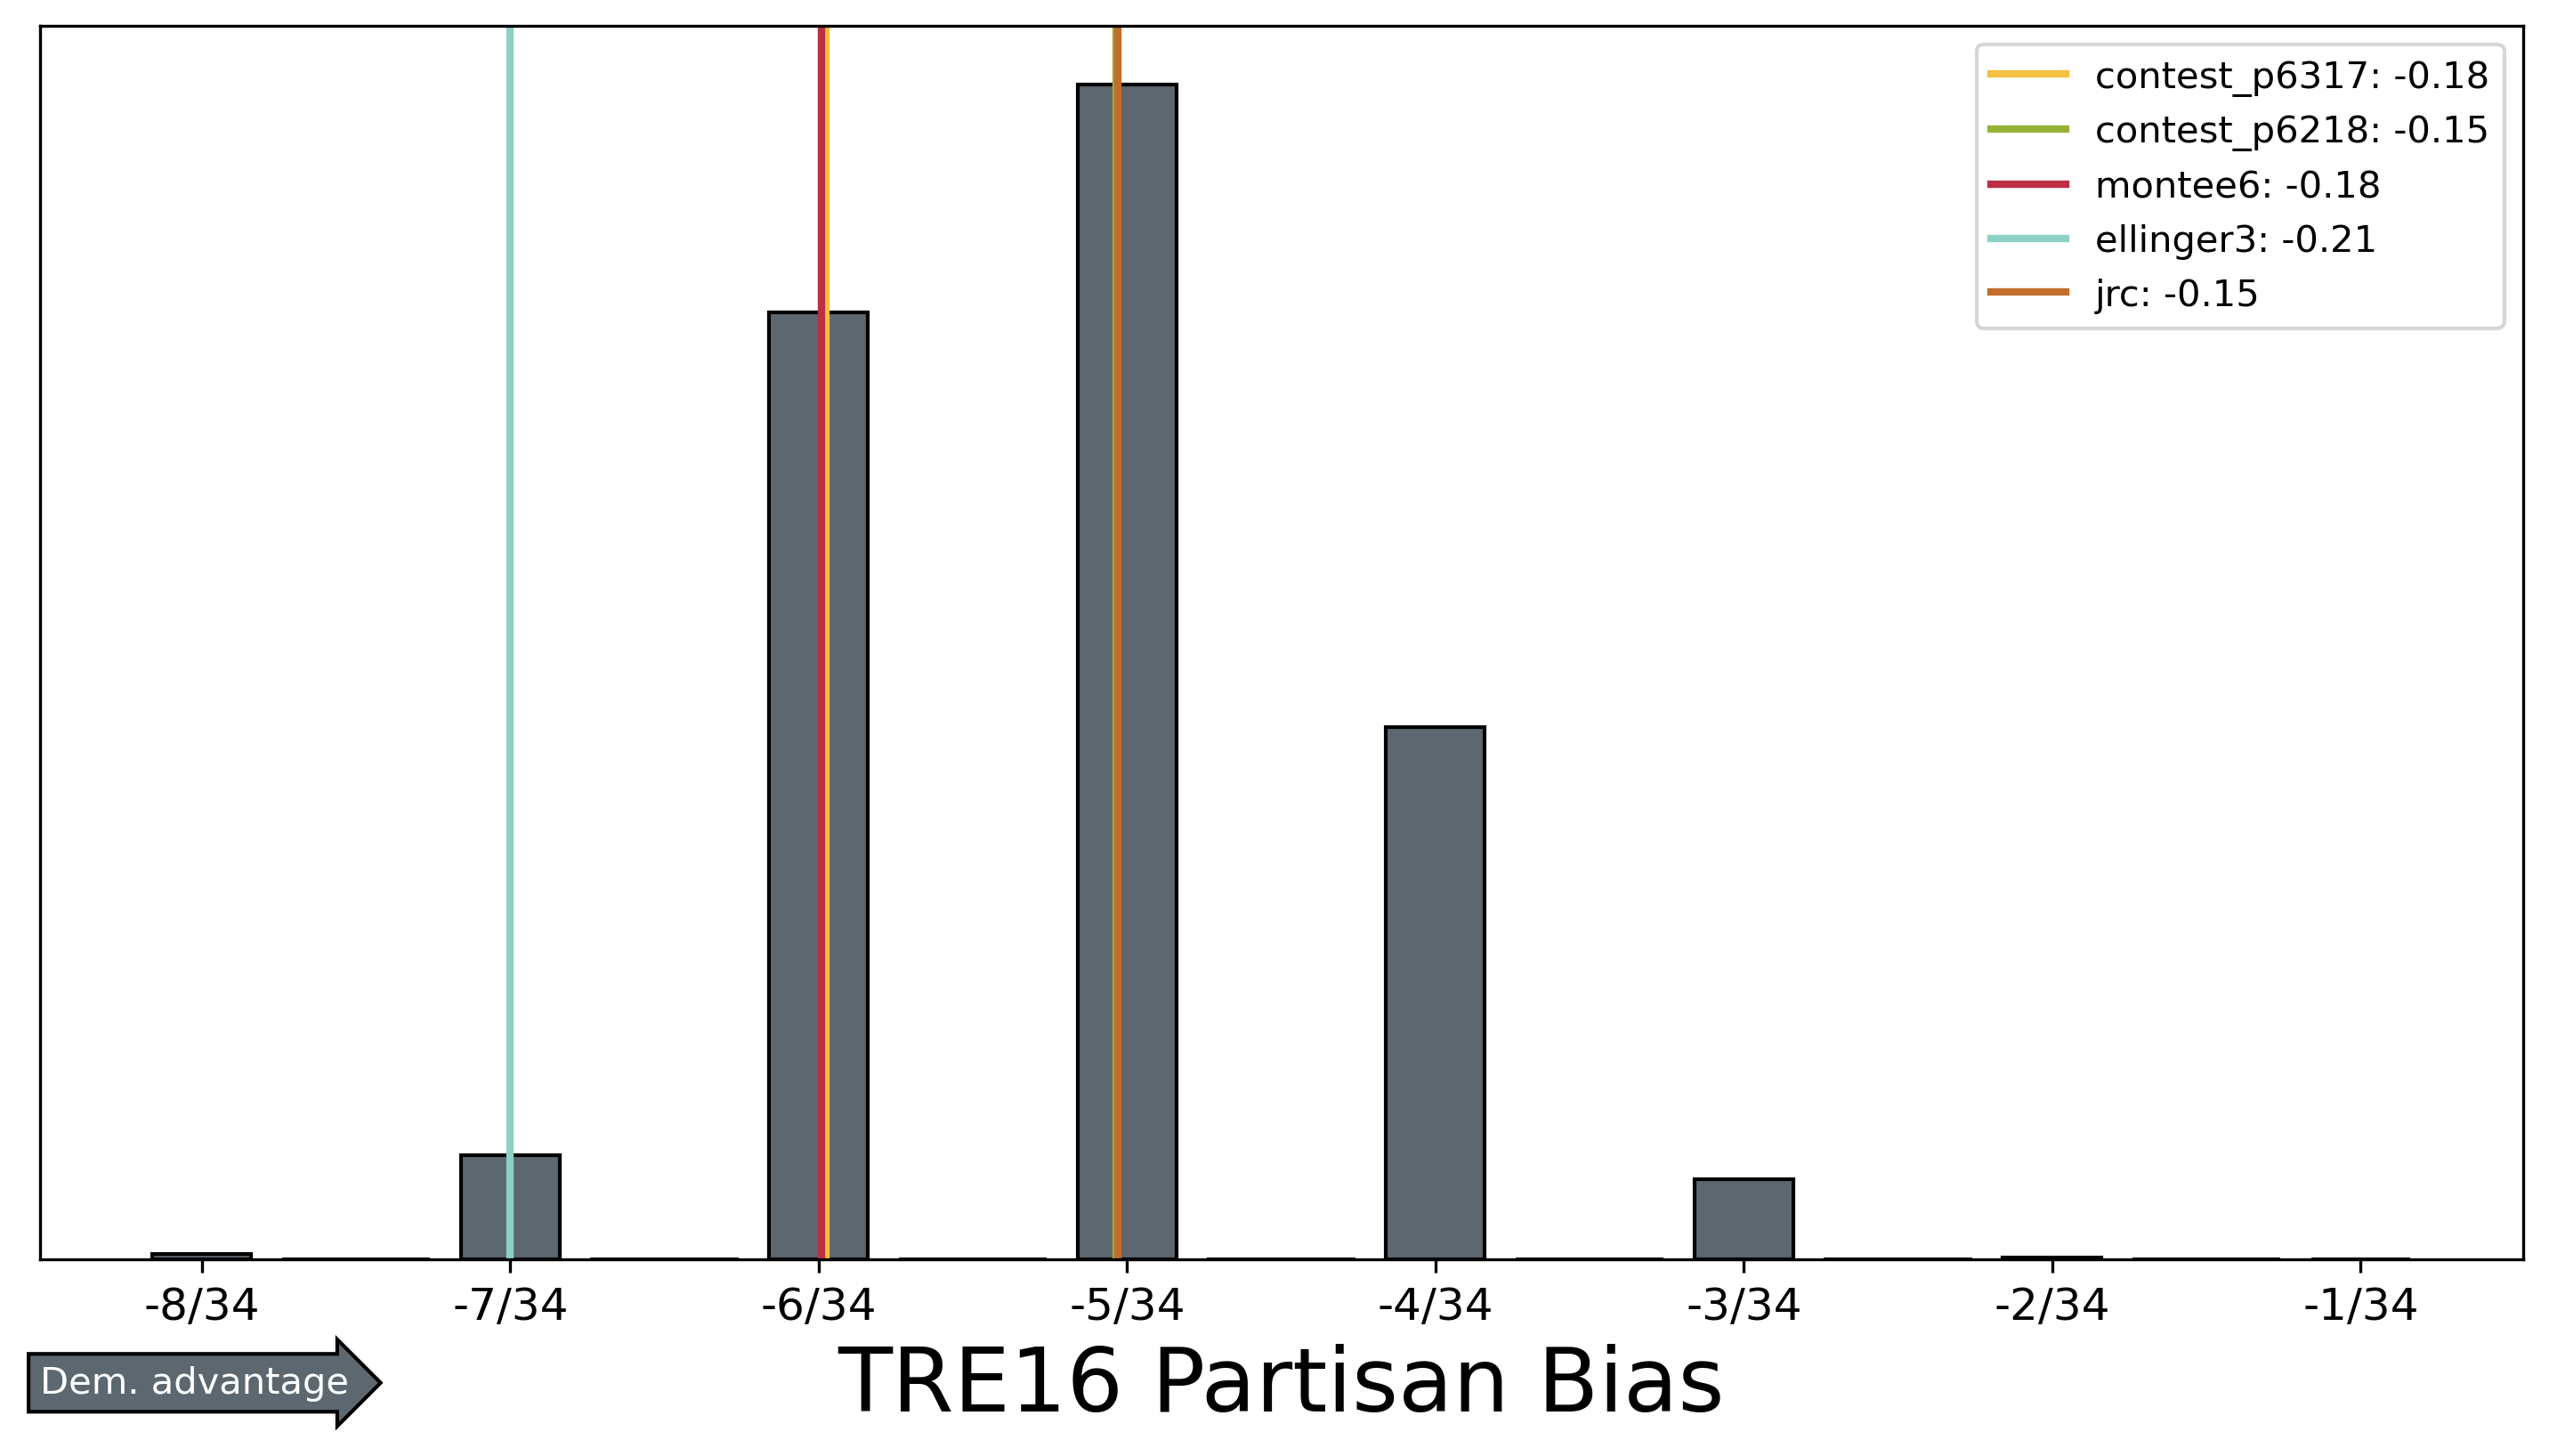 contest_p6317: -0.18
contest_p6218: -0.15
montee6: -0.18
ellinger3: -0.21
jrc: -0.15
-8/34 -7/34 -6/34 -5/34 -4/34 -3/34 -2/34 -1/34
Dem. advantage
TRE16 Partisan Bias